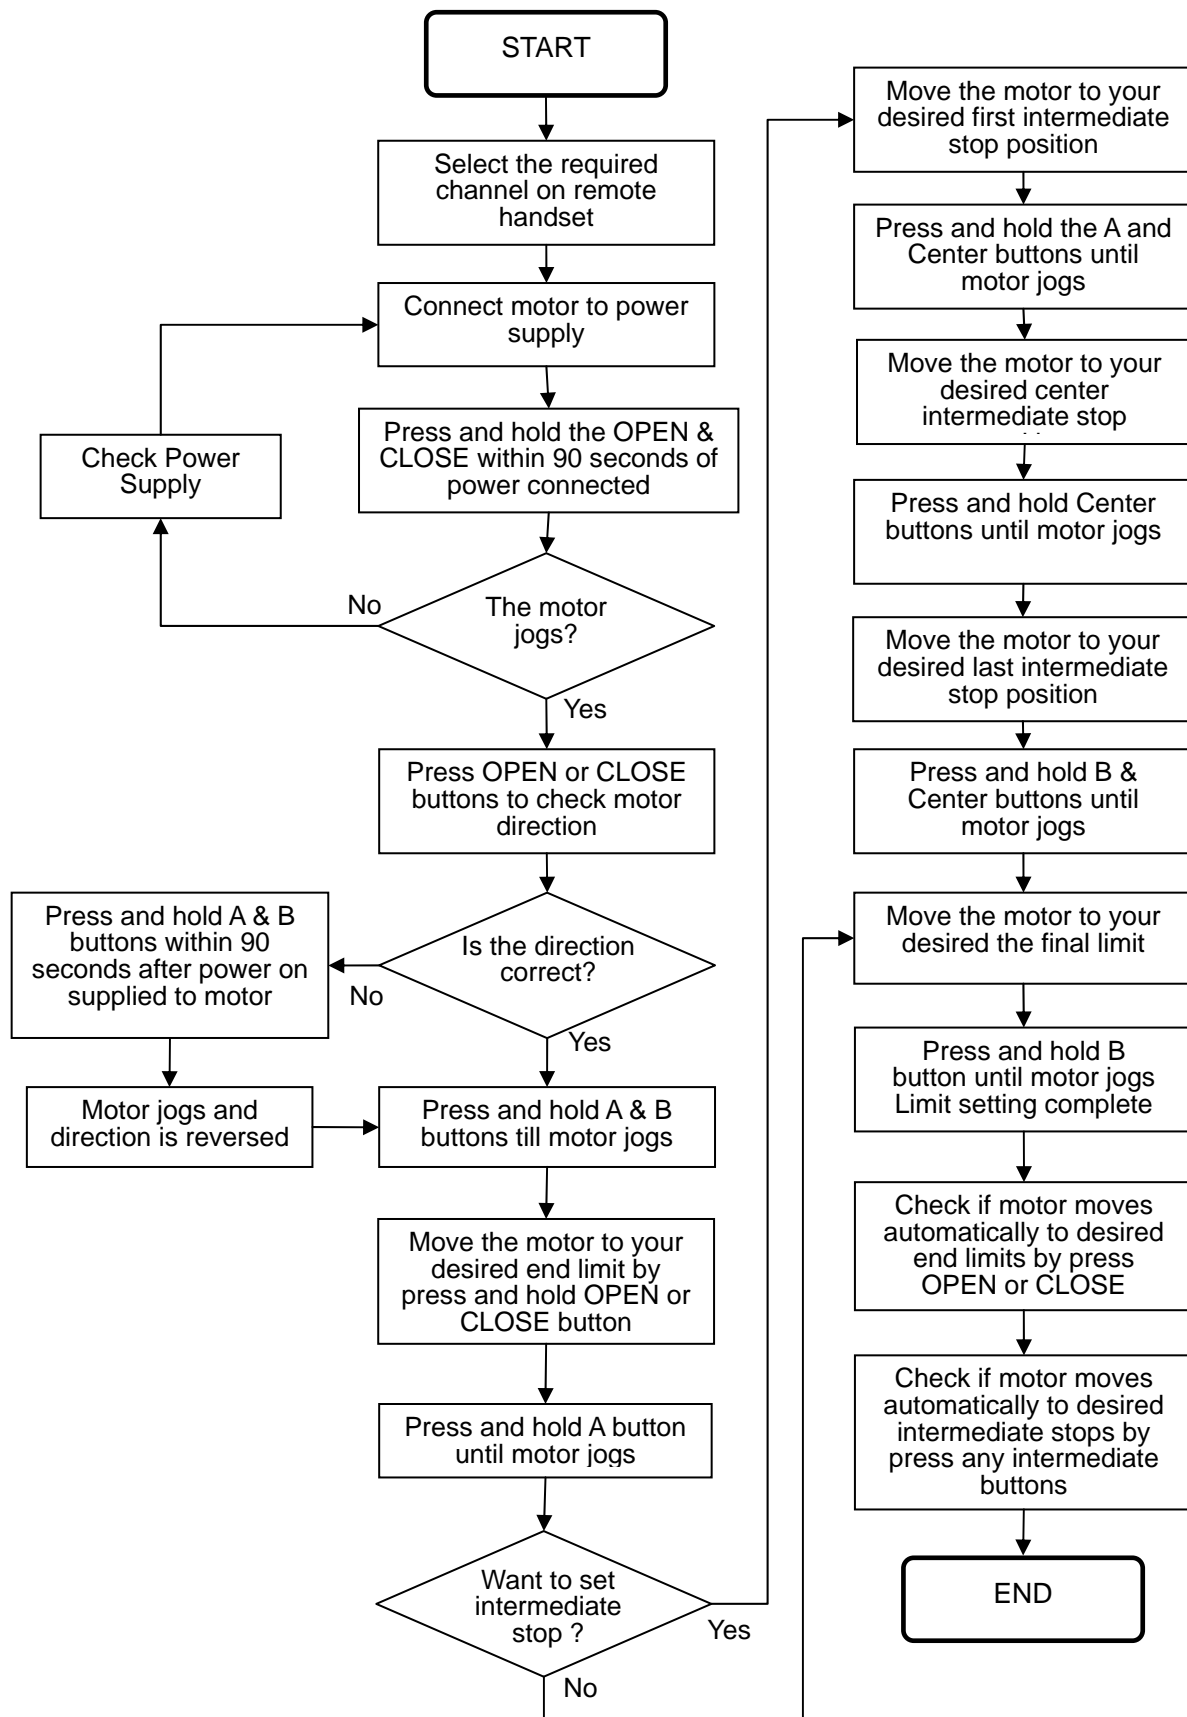 START
Select the required
channel on remote
handset
Connect motor to power
supply
Press and hold the OPEN &
CLOSE within 90 seconds of
power connected
Check Power
Supply
No
The motor
jogs?
Yes
Press OPEN or CLOSE
buttons to check motor
direction
Press and hold A & B
buttons within 90
seconds after power on
supplied to motor
No
Is the direction
correct?
Yes
Motor jogs and
direction is reversed
Press and hold A & B
buttons till motor jogs
Move the motor to your
desired end limit by
press and hold OPEN or
CLOSE button
Press and hold A button
until motor jogs
Want to set
intermediate
stop ?
Yes
No
Move the motor to your
desired first intermediate
stop position
Press and hold the A and
Center buttons until
motor jogs
Move the motor to your
desired center
intermediate stop
Press and hold Center
buttons until motor jogs
Move the motor to your
desired last intermediate
stop position
Press and hold B &
Center buttons until
motor jogs
Move the motor to your
desired the final limit
Press and hold B
button until motor jogs
Limit setting complete
Check if motor moves
automatically to desired
end limits by press
OPEN or CLOSE
Check if motor moves
automatically to desired
intermediate stops by
press any intermediate
buttons
END